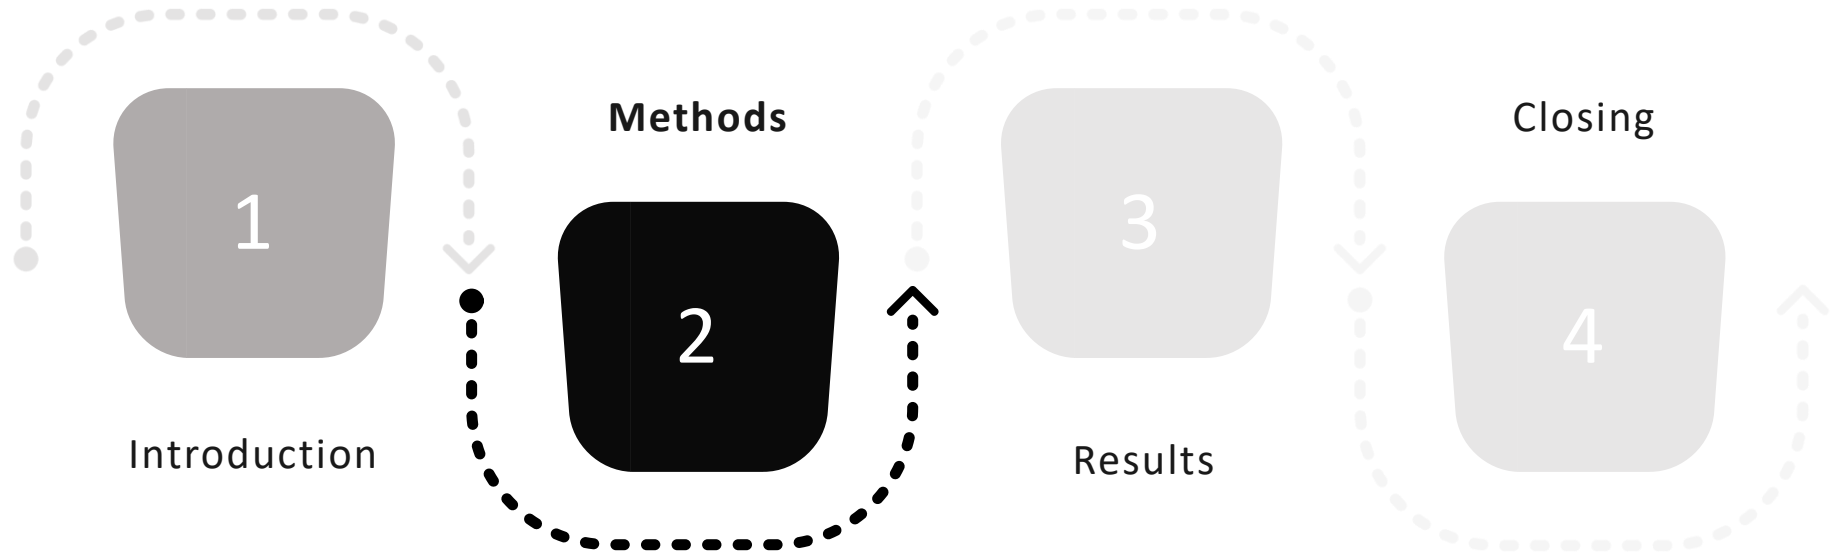 1
Introduction
Methods
2
3
Results
Closing
4